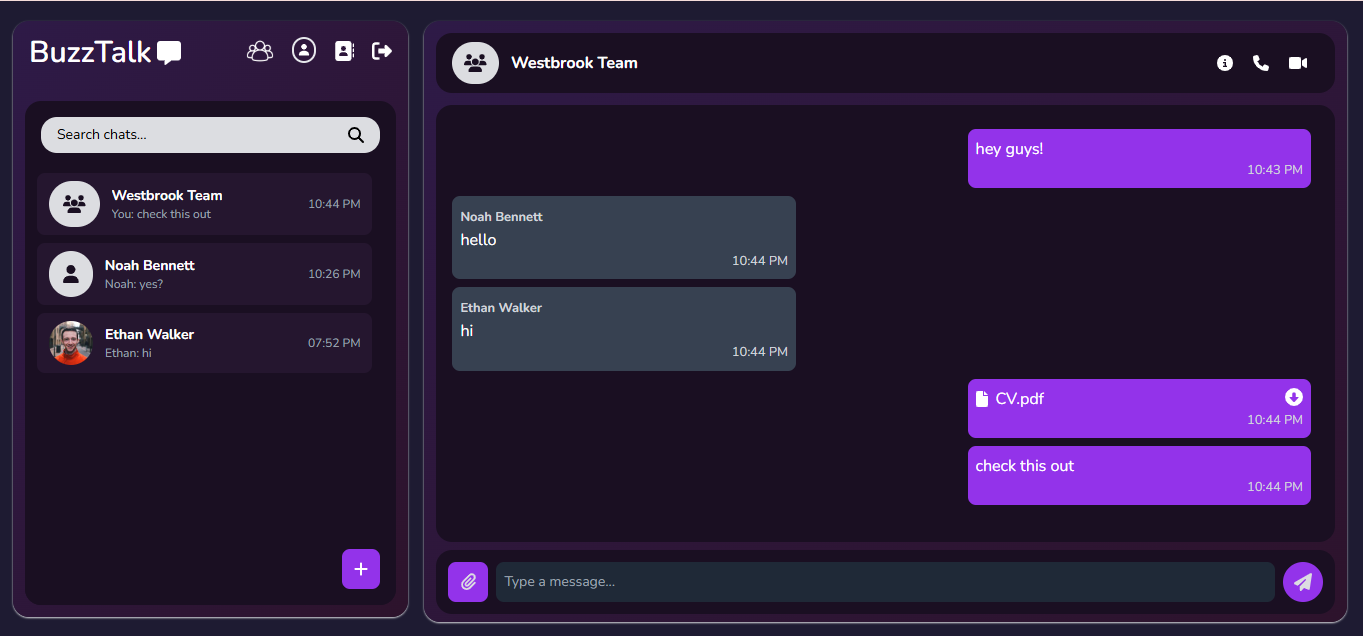 BuzzTalk
Search chats...
Westbrook Team
You: check this out
10:44 PM
Noah Bennett
Noah: yes?
10:26 PM
Ethan Walker
Ethan: hi
07:52 PM
Westbrook Team
hey guys!
10:43 PM
Noah Bennett
hello
10:44 PM
Ethan Walker
hi
10:44 PM
CV.pdf
10:44 PM
check this out
10:44 PM
Type a message...